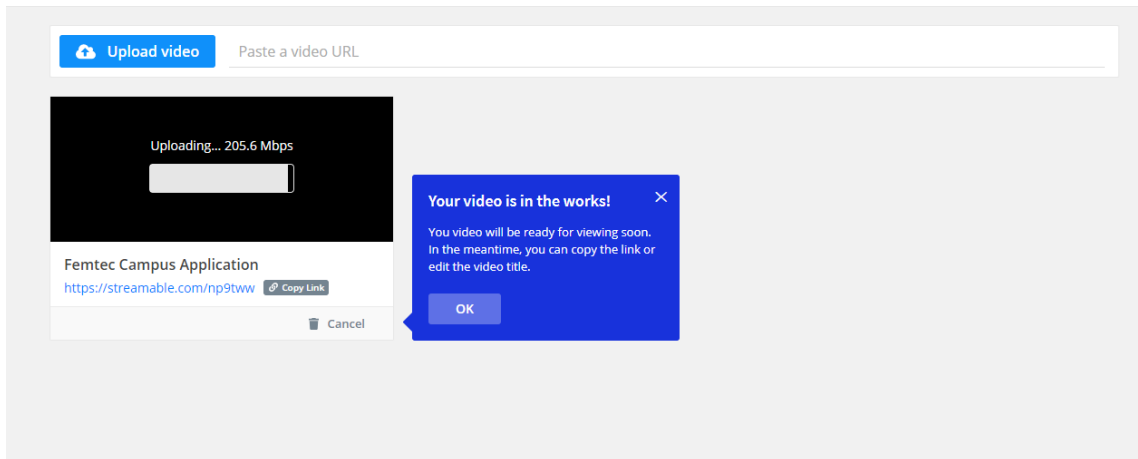 Upload video
Paste a video URL
Uploading... 205.6 Mbps
Femtec Campus Application
https://streamable.com/np9tww
Copy Link
Cancel
Your video is in the works!
You video will be ready for viewing soon.
In the meantime, you can copy the link or
edit the video title.
OK